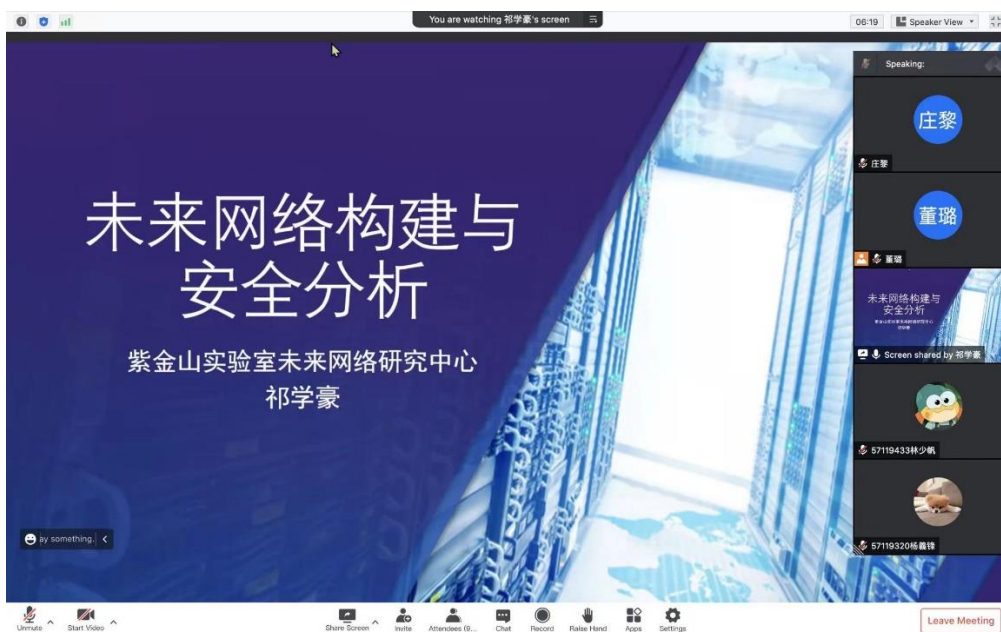 You are watching 祁学豪's screen
06:19
Speaker View
Speaking:
未来网络构建与
安全分析
紫金山实验室未来网络研究中心
祁学豪
庄黎
庄黎
董璐
董璐
未来网络构建与
安全分析
Screen shared by 祁学豪
57119433林少帆
57119320杨義锋
ay something.
Unmute
Start Video
Share Screen
Invite
Attendees (9...
Chat
Record
Raise Hand
Apps
Settings
Leave Meeting